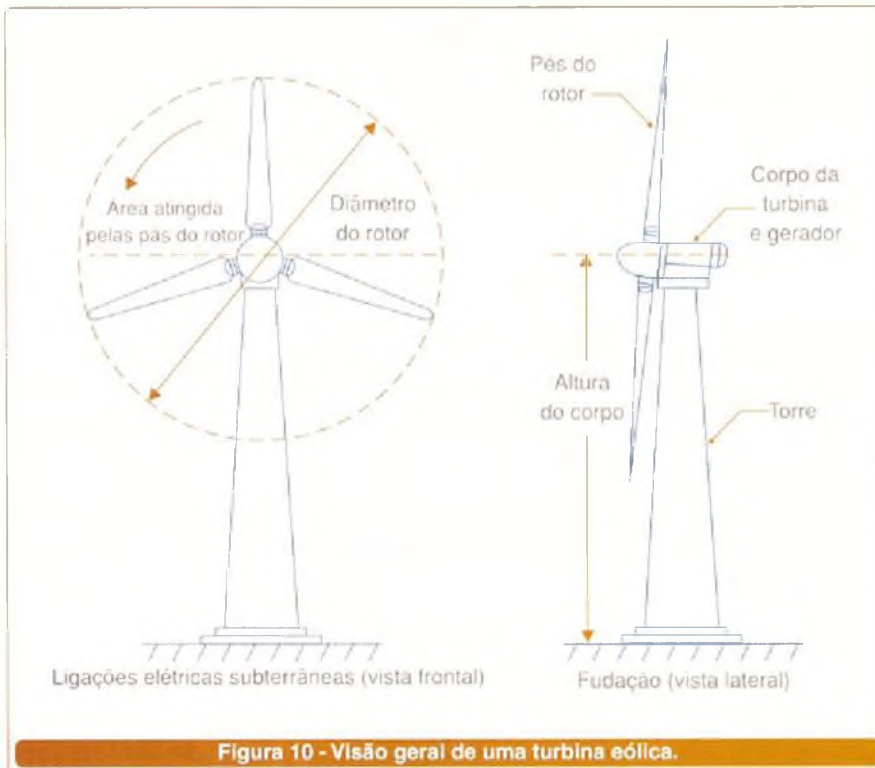 Área atingida
pelas pás do rotor
Diâmetro
do rotor
Ligações elétricas subterrâneas (vista frontal)
Pés do
rotor
Corpo da
turbina
e gerador
Altura
do corpo
Torre
Fudação (vista lateral)
Figura 10 - Visão geral de uma turbina eólica.